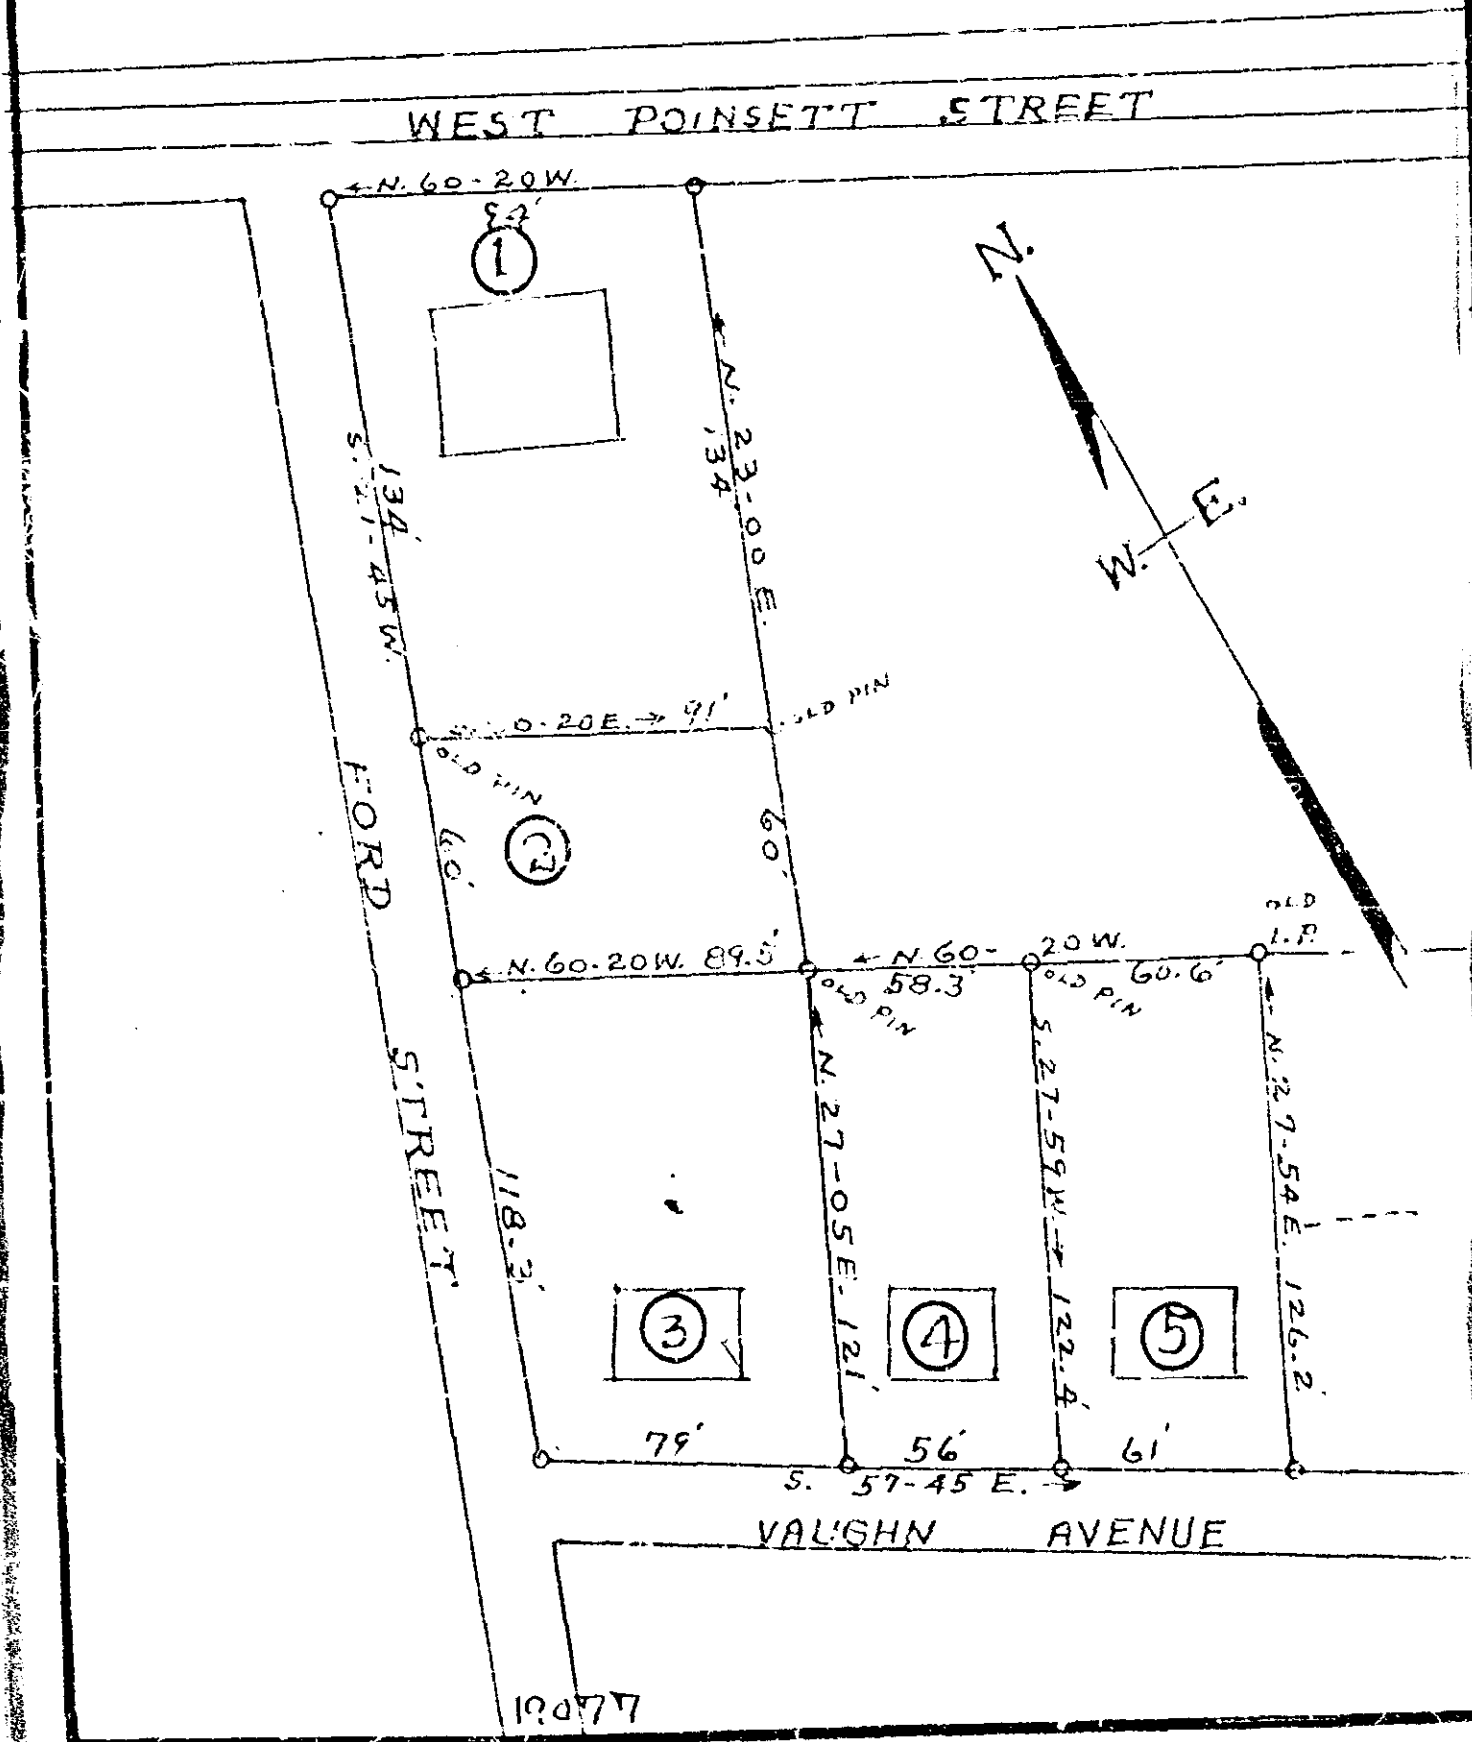 WEST POINSETT STREET
← N. 60-20 W.
1
N.
← N. 23-00 E.
134
134'
S. 21-45 W.
E.
W.
0-20 E. → 91'
OLD PIN
OLD PIN
FORD STREET
60'
2
60'
OLD
I.P.
← N. 60-20 W. 89.5'
← N. 60-20 W.
58.3'
60.6'
OLD PIN
OLD PIN
← N. 27-05 E. 121'
S. 27-59 W. → 122.4'
← N. 27-54 E. 126.2'
118.3'
3
4
5
79'
56'
61'
S. 57-45 E. →
VAUGHN AVENUE